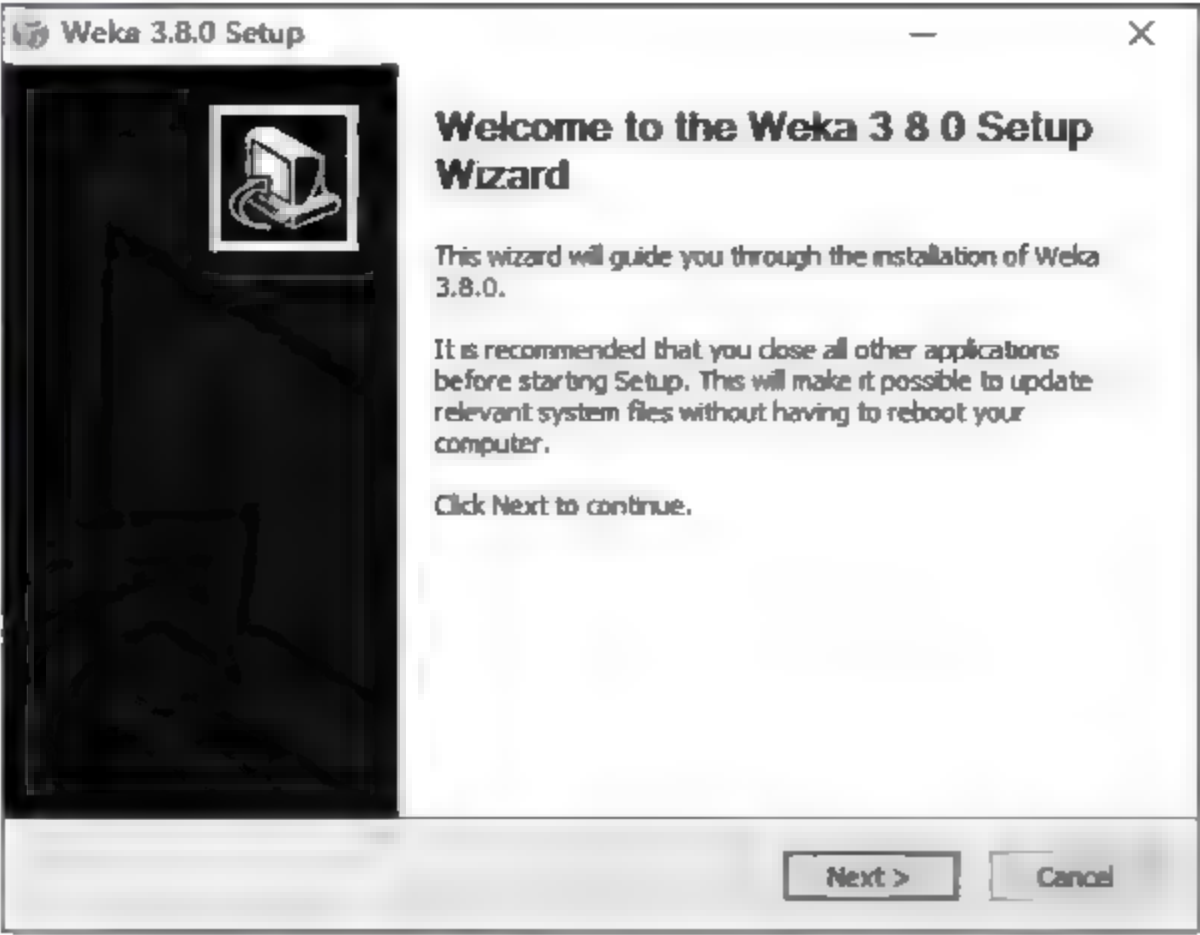 Weka 3.8.0 Setup
Welcome to the Weka 3 8 0 Setup
Wizard
This wizard will guide you through the installation of Weka
3.8.0.
It is recommended that you close all other applications
before starting Setup. This will make it possible to update
relevant system files without having to reboot your
computer.
Click Next to continue.
Next >
Cancel